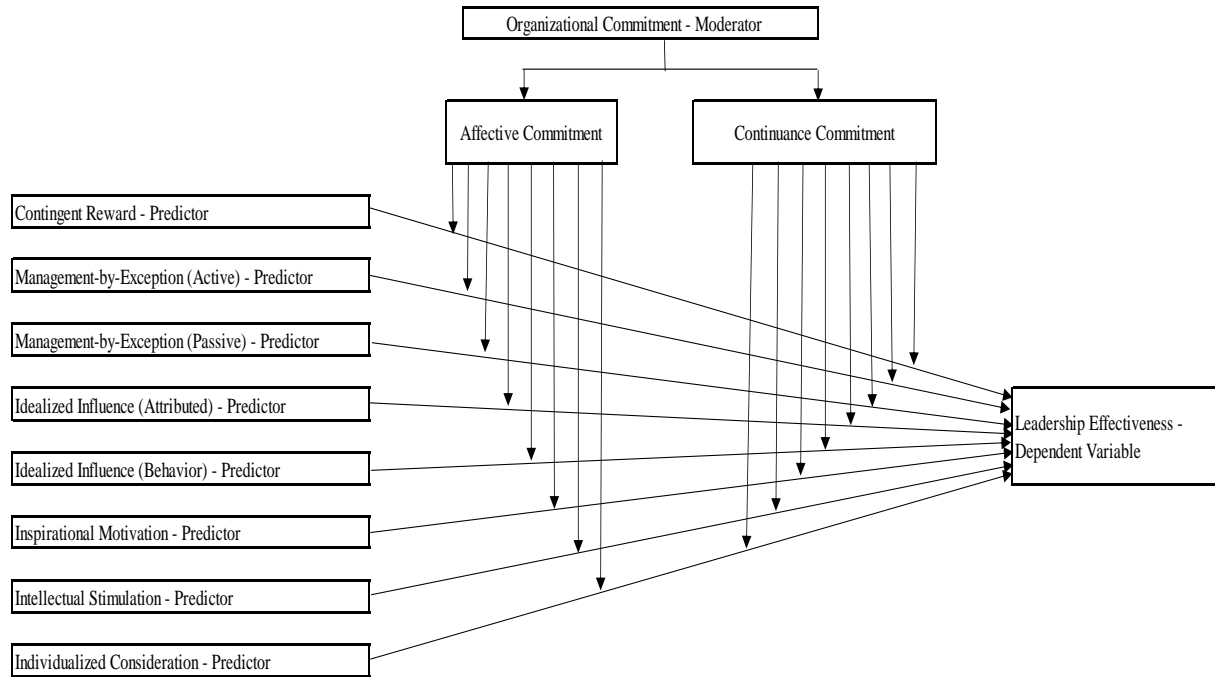 Organizational Commitment - Moderator
Affective Commitment
Continuance Commitment
Contingent Reward - Predictor
Management-by-Exception (Active) - Predictor
Management-by-Exception (Passive) - Predictor
Idealized Influence (Attributed) - Predictor
Idealized Influence (Behavior) - Predictor
Inspirational Motivation - Predictor
Intellectual Stimulation - Predictor
Individualized Consideration - Predictor
Leadership Effectiveness -
Dependent Variable